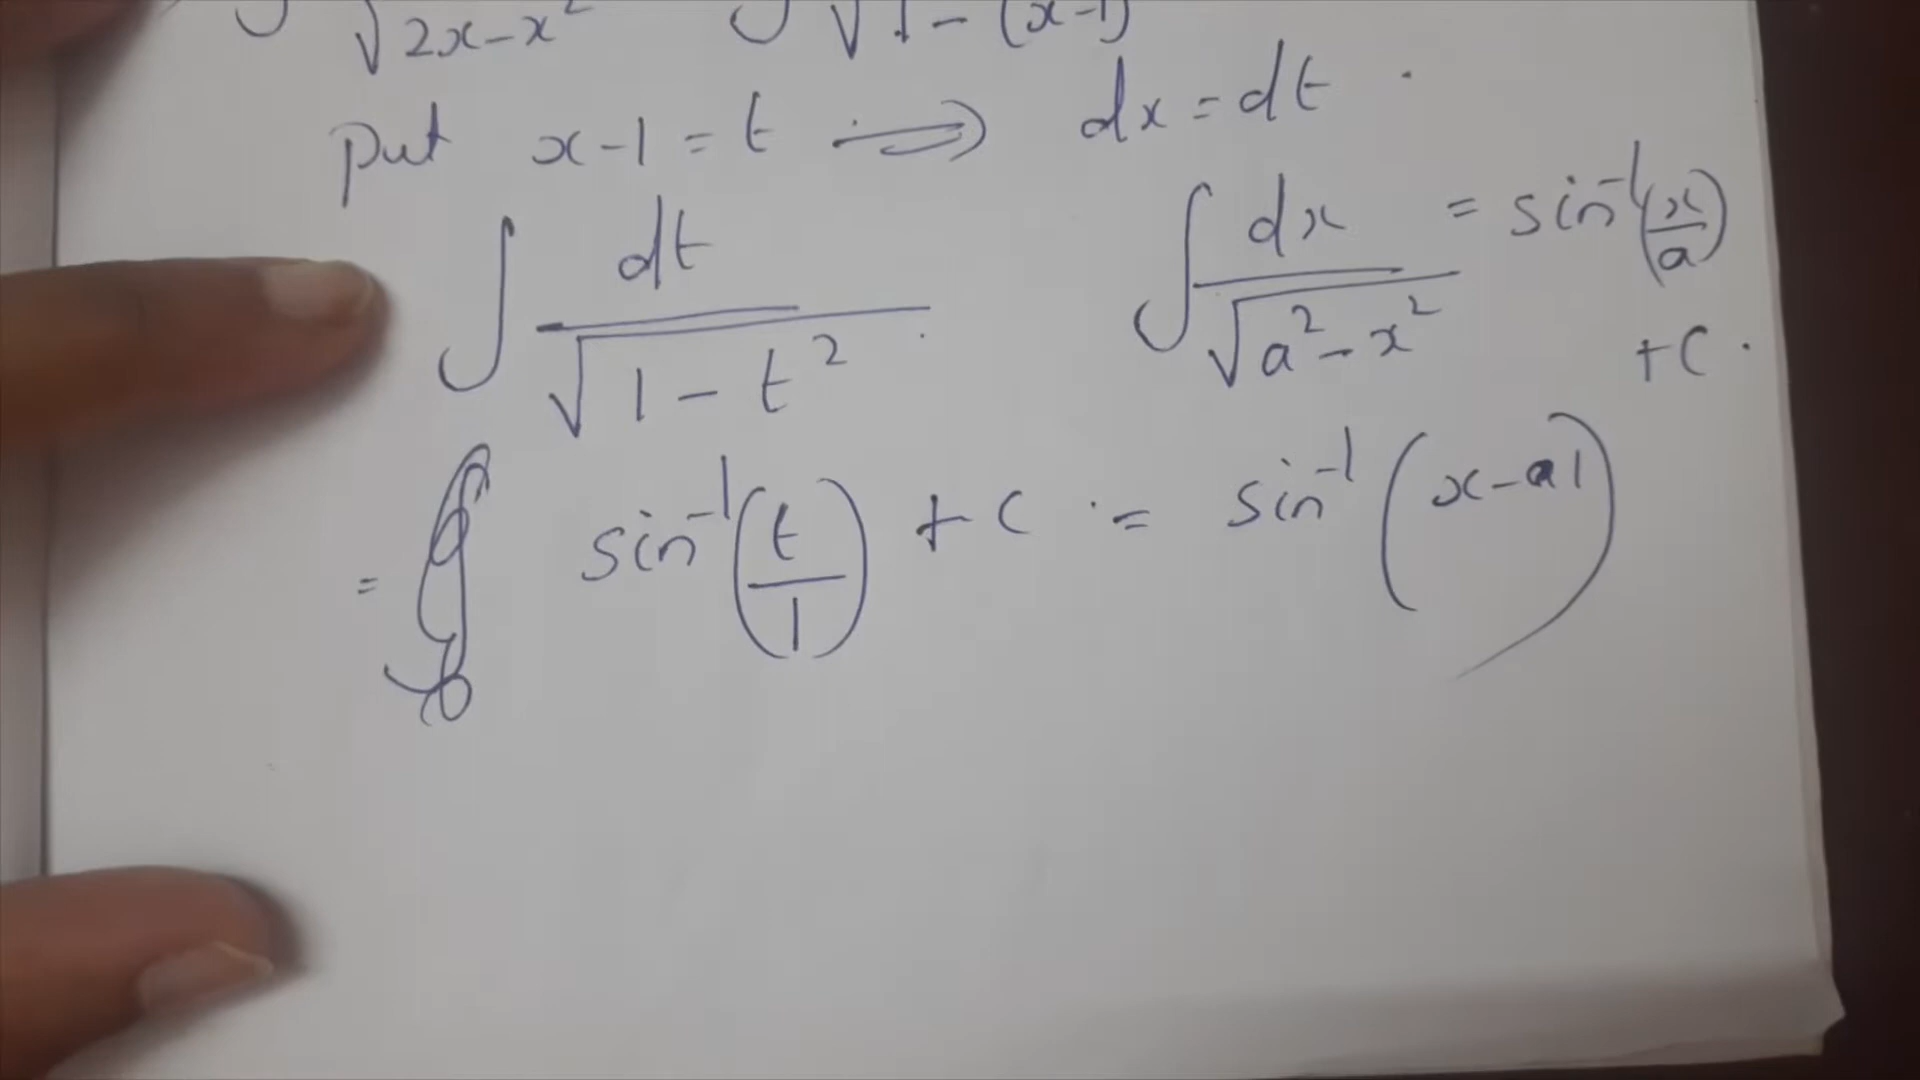 ∫ √2x-x² ∫ √1-(x-1)
Put x-1 = t ⟹ dx = dt .
∫ dt / √1-t² ∫ dx / √a²-x² = sin⁻¹(x/a) + C .
= sin⁻¹(t/1) + C . = sin⁻¹(x-1)